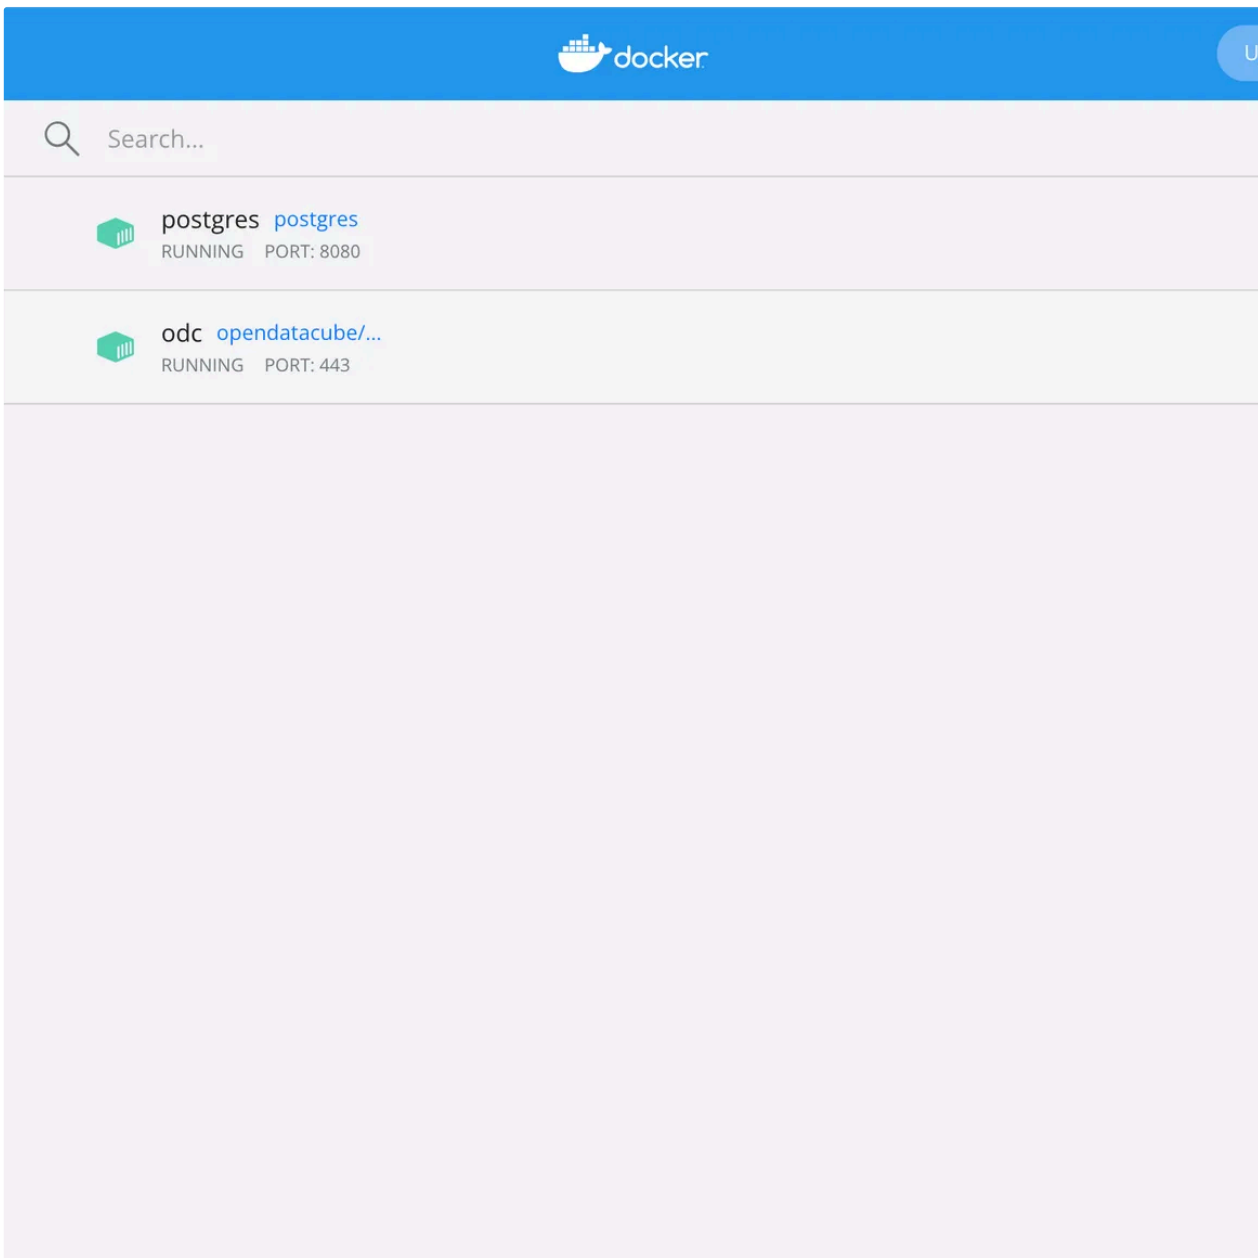 docker
U
Search...
postgres postgres
RUNNING PORT: 8080
odc opendatacube/...
RUNNING PORT: 443